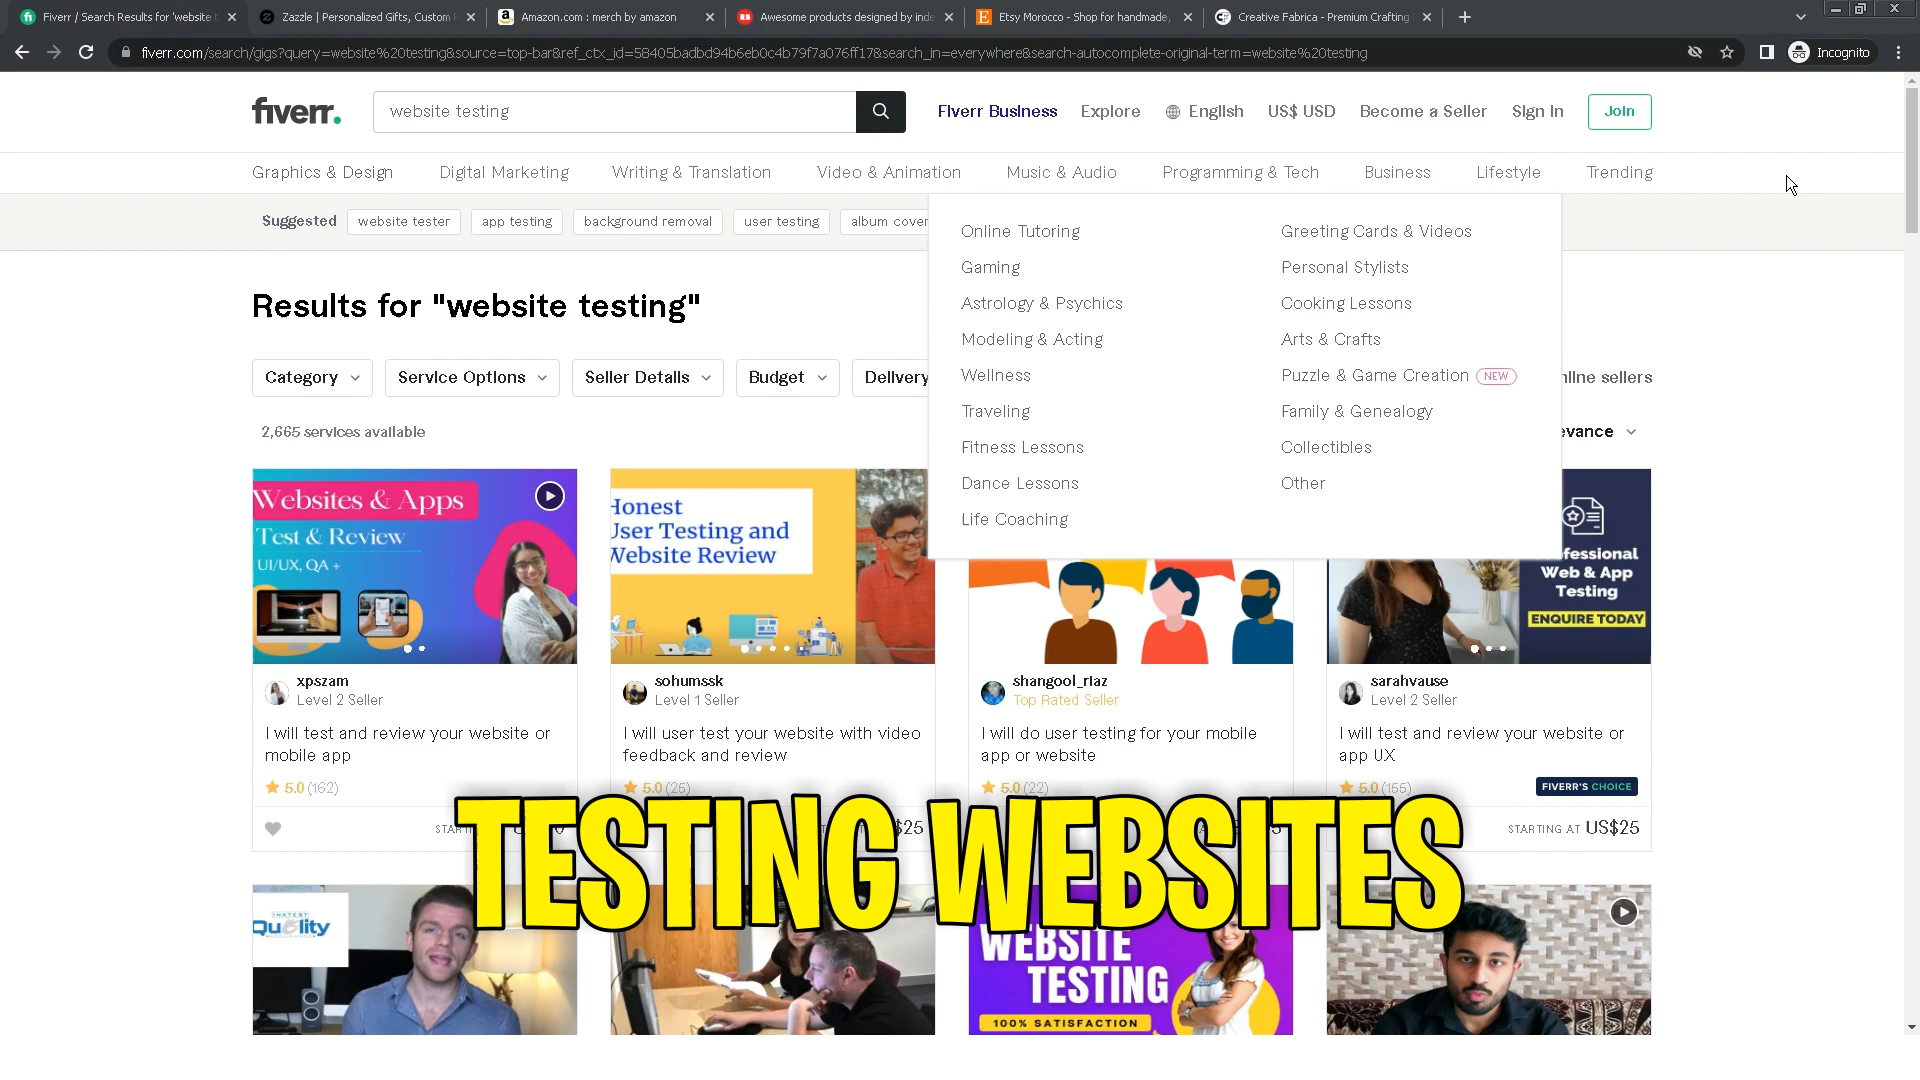 Fiverr / Search Results for 'website t
Zazzle | Personalized Gifts, Custom P
Amazon.com : merch by amazon
Awesome products designed by inde
Etsy Morocco - Shop for handmade,
Creative Fabrica - Premium Crafting
fiverr.com/search/gigs?query=website%20testing&source=top-bar&ref_ctx_id=58405badbd94b6eb0c4b79f7a076ff17&search_in=everywhere&search-autocomplete-original-term=website%20testing
Incognito
fiverr.
website testing
Fiverr Business
Explore
English
US$ USD
Become a Seller
Sign In
Join
Graphics & Design
Digital Marketing
Writing & Translation
Video & Animation
Music & Audio
Programming & Tech
Business
Lifestyle
Trending
Suggested
website tester
app testing
background removal
user testing
album cover
Online Tutoring
Gaming
Astrology & Psychics
Modeling & Acting
Wellness
Traveling
Fitness Lessons
Dance Lessons
Life Coaching
Greeting Cards & Videos
Personal Stylists
Cooking Lessons
Arts & Crafts
Puzzle & Game Creation NEW
Family & Genealogy
Collectibles
Other
Results for "website testing"
Category
Service Options
Seller Details
Budget
Delivery
nline sellers
2,665 services available
evance
Websites & Apps
Test & Review
UI/UX, QA +
xpszam
Level 2 Seller
I will test and review your website or
mobile app
5.0 (162)
Honest
User Testing and
Website Review
sohumssk
Level 1 Seller
I will user test your website with video
feedback and review
5.0 (25)
$25
shangool_riaz
Top Rated Seller
I will do user testing for your mobile
app or website
5.0 (22)
fessional
Web & App
Testing
ENQUIRE TODAY
sarahvause
Level 2 Seller
I will test and review your website or
app UX
5.0 (155)
FIVERR'S CHOICE
STARTING AT US$25
TESTING WEBSITES
INKTEST
Quality
WEBSITE
TESTING
100% SATISFACTION